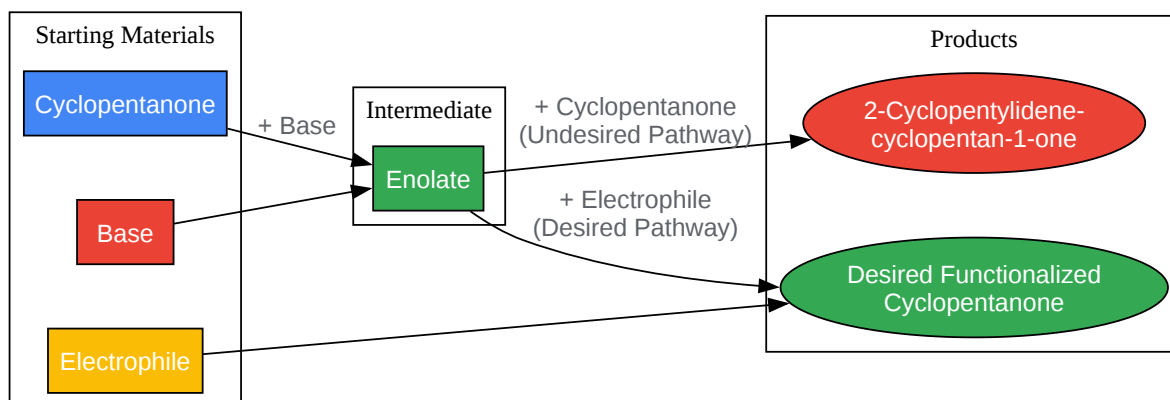 Starting Materials
Cyclopentanone
Base
Electrophile
+ Base
Intermediate
Enolate
+ Cyclopentanone
(Undesired Pathway)
+ Electrophile
(Desired Pathway)
Products
2-Cyclopentylidene-
cyclopentan-1-one
Desired Functionalized
Cyclopentanone